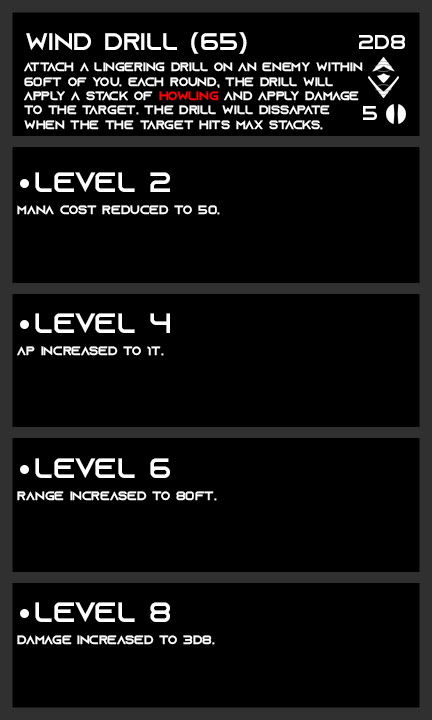 WIND DRILL (65)
2D8
ATTACH A LINGERING DRILL ON AN ENEMY WITHIN
60FT OF YOU. EACH ROUND, THE DRILL WILL
APPLY A STACK OF HOWLING AND APPLY DAMAGE
TO THE TARGET. THE DRILL WILL DISSAPATE
WHEN THE THE TARGET HITS MAX STACKS.
5
•LEVEL 2
MANA COST REDUCED TO 50.
•LEVEL 4
AP INCREASED TO 1T.
•LEVEL 6
RANGE INCREASED TO 80FT.
•LEVEL 8
DAMAGE INCREASED TO 3D8.